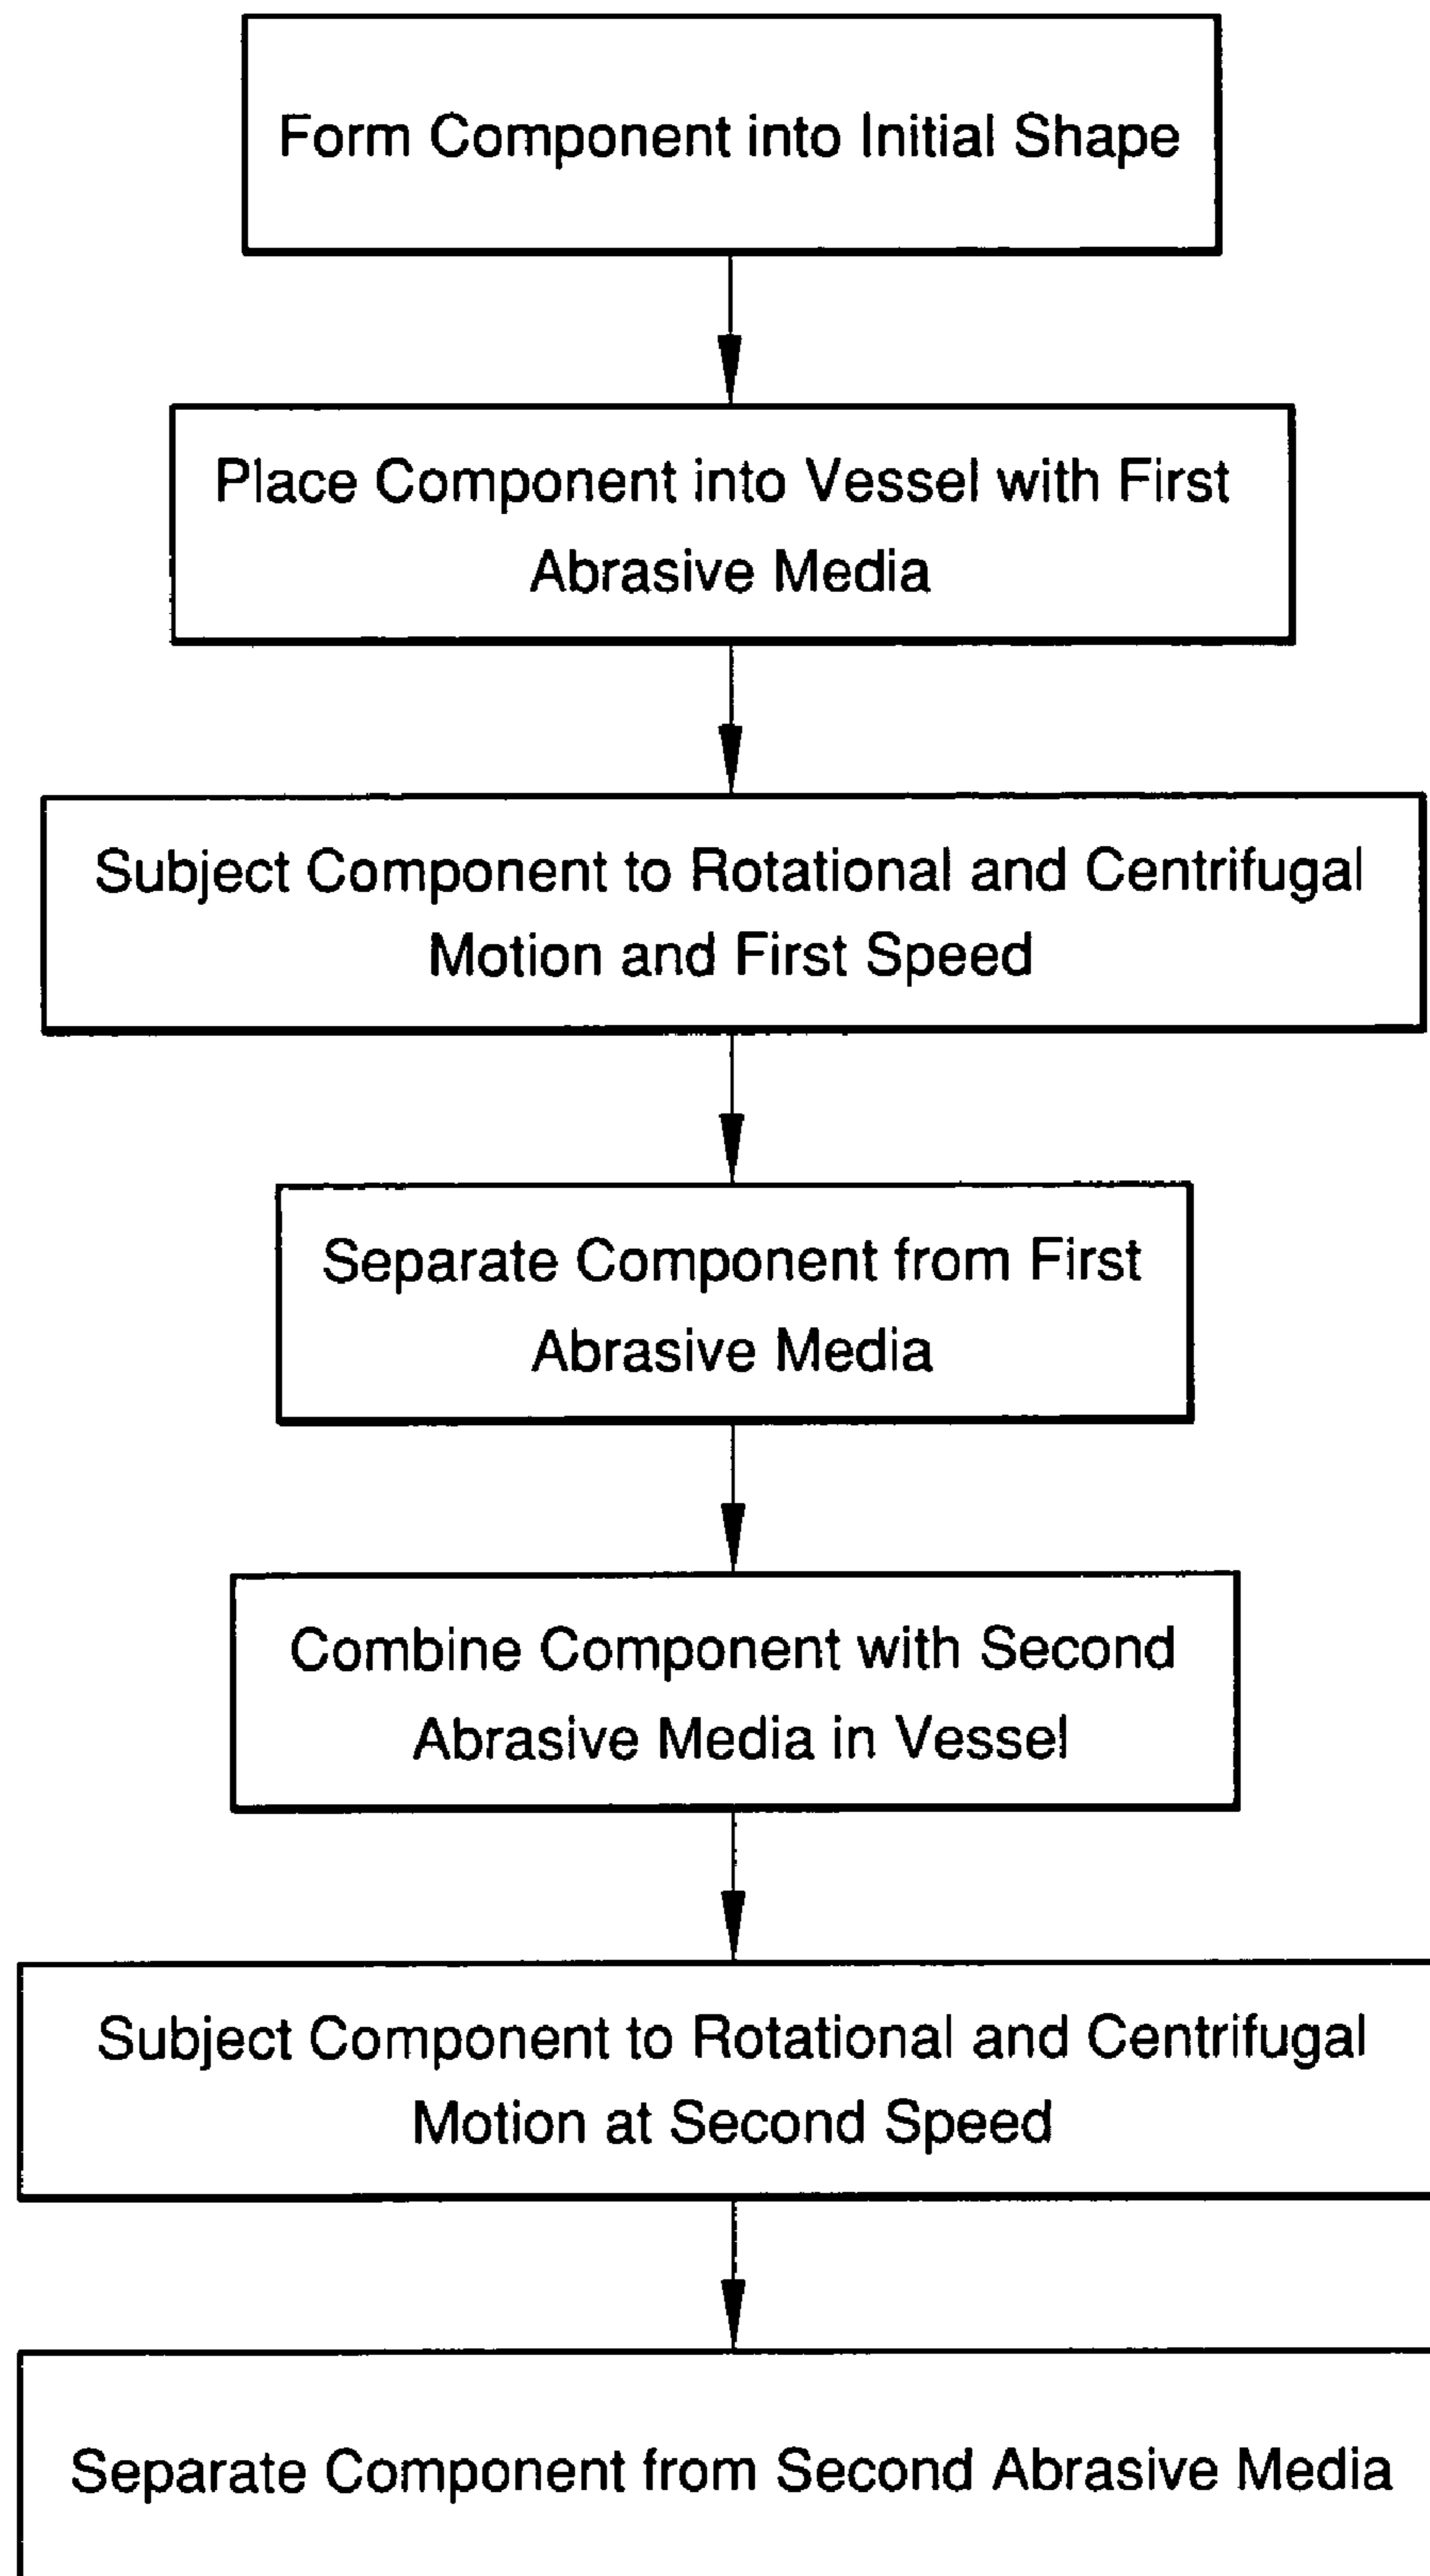 Form Component into Initial Shape
Place Component into Vessel with First
Abrasive Media
Subject Component to Rotational and Centrifugal
Motion and First Speed
Separate Component from First
Abrasive Media
Combine Component with Second
Abrasive Media in Vessel
Subject Component to Rotational and Centrifugal
Motion at Second Speed
Separate Component from Second Abrasive Media